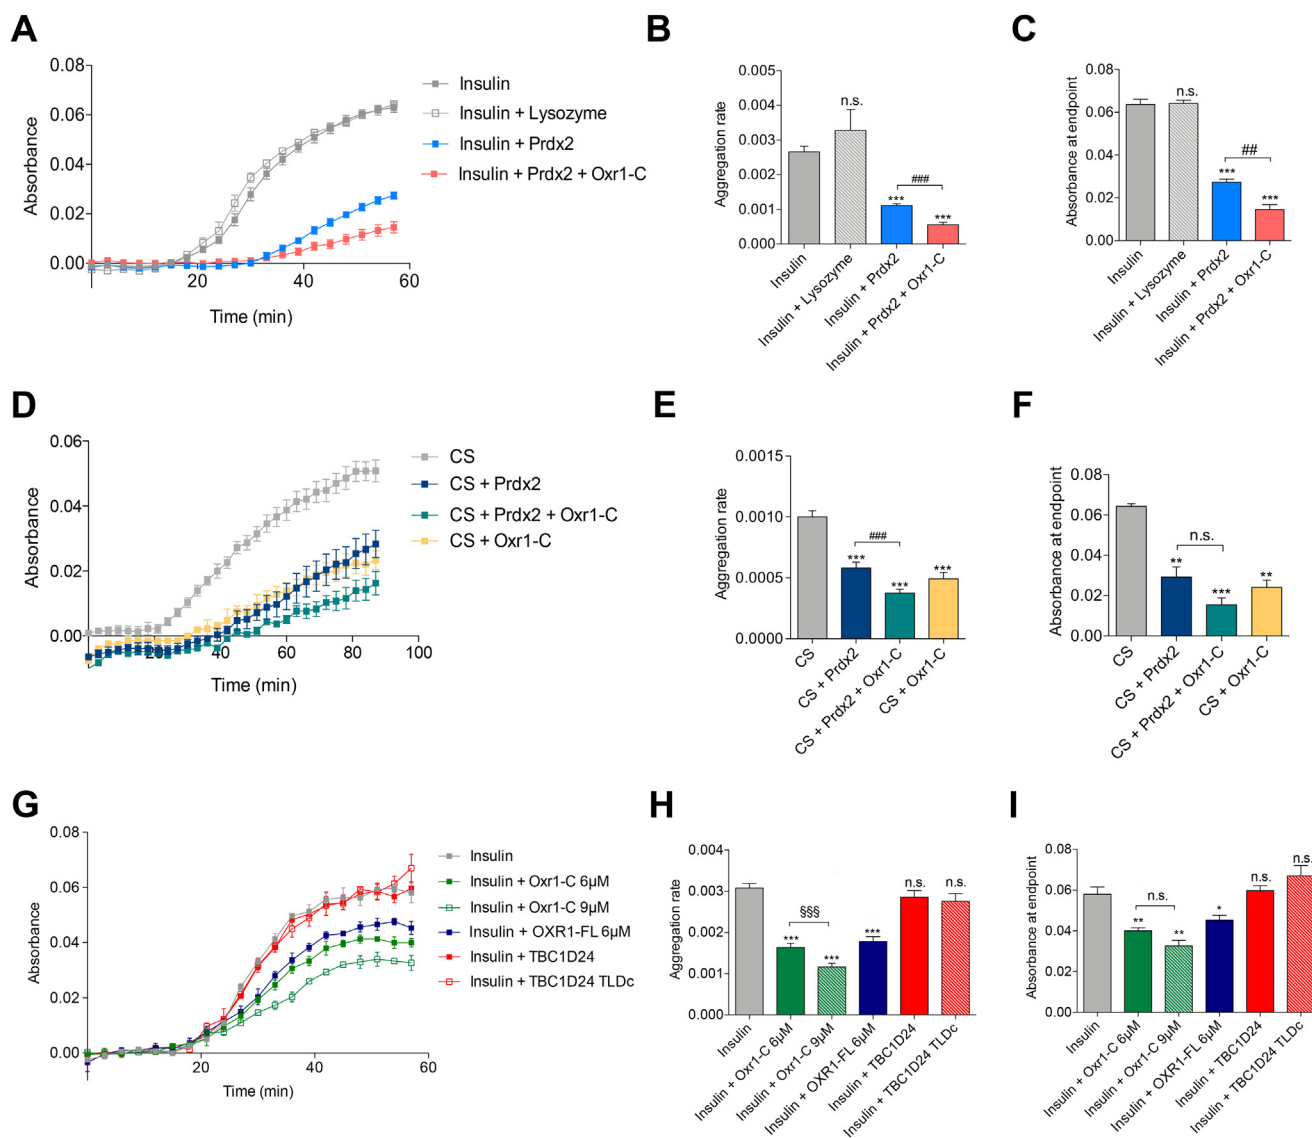 A
Absorbance
0.08
0.06
0.04
0.02
0.00
20
40
60
Time (min)
Insulin
Insulin + Lysozyme
Insulin + Prdx2
Insulin + Prdx2 + Oxr1-C
B
Aggregation rate
0.005
0.004
0.003
0.002
0.001
0.000
n.s.
***
###
***
Insulin
Insulin + Lysozyme
Insulin + Prdx2
Insulin + Prdx2 + Oxr1-C
C
Absorbance at endpoint
0.08
0.06
0.04
0.02
0.00
n.s.
***
##
***
Insulin
Insulin + Lysozyme
Insulin + Prdx2
Insulin + Prdx2 + Oxr1-C
D
Absorbance
0.06
0.04
0.02
0.00
20
40
60
80
100
Time (min)
CS
CS + Prdx2
CS + Prdx2 + Oxr1-C
CS + Oxr1-C
E
Aggregation rate
0.0015
0.0010
0.0005
0.0000
***
###
***
***
CS
CS + Prdx2
CS + Prdx2 + Oxr1-C
CS + Oxr1-C
F
Absorbance at endpoint
0.08
0.06
0.04
0.02
0.00
**
n.s.
***
**
CS
CS + Prdx2
CS + Prdx2 + Oxr1-C
CS + Oxr1-C
G
Absorbance
0.08
0.06
0.04
0.02
0.00
20
40
60
Time (min)
Insulin
Insulin + Oxr1-C 6µM
Insulin + Oxr1-C 9µM
Insulin + OXR1-FL 6µM
Insulin + TBC1D24
Insulin + TBC1D24 TLDc
H
Aggregation rate
0.004
0.003
0.002
0.001
0.000
***
§§§
***
***
n.s.
n.s.
Insulin
Insulin + Oxr1-C 6µM
Insulin + Oxr1-C 9µM
Insulin + OXR1-FL 6µM
Insulin + TBC1D24
Insulin + TBC1D24 TLDc
I
Absorbance at endpoint
0.08
0.06
0.04
0.02
0.00
**
n.s.
**
*
n.s.
n.s.
Insulin
Insulin + Oxr1-C 6µM
Insulin + Oxr1-C 9µM
Insulin + OXR1-FL 6µM
Insulin + TBC1D24
Insulin + TBC1D24 TLDc